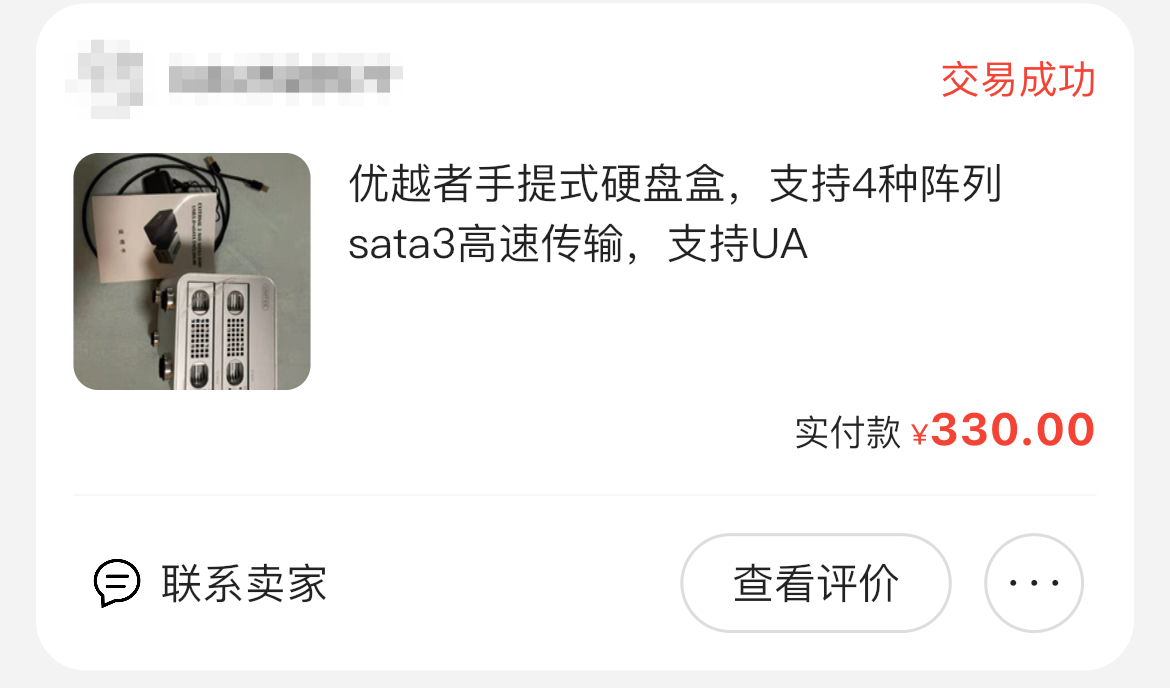 交易成功
优越者手提式硬盘盒，支持4种阵列
sata3高速传输，支持UA
实付款 ¥330.00
联系卖家
查看评价